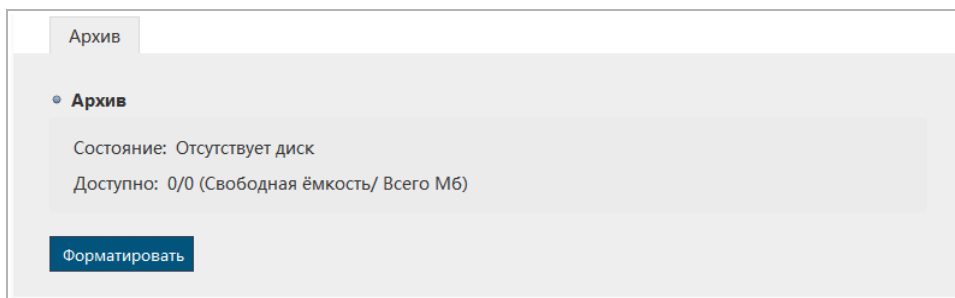 Архив
Архив
Состояние: Отсутствует диск
Доступно: 0/0 (Свободная ёмкость/ Всего Мб)
Форматировать